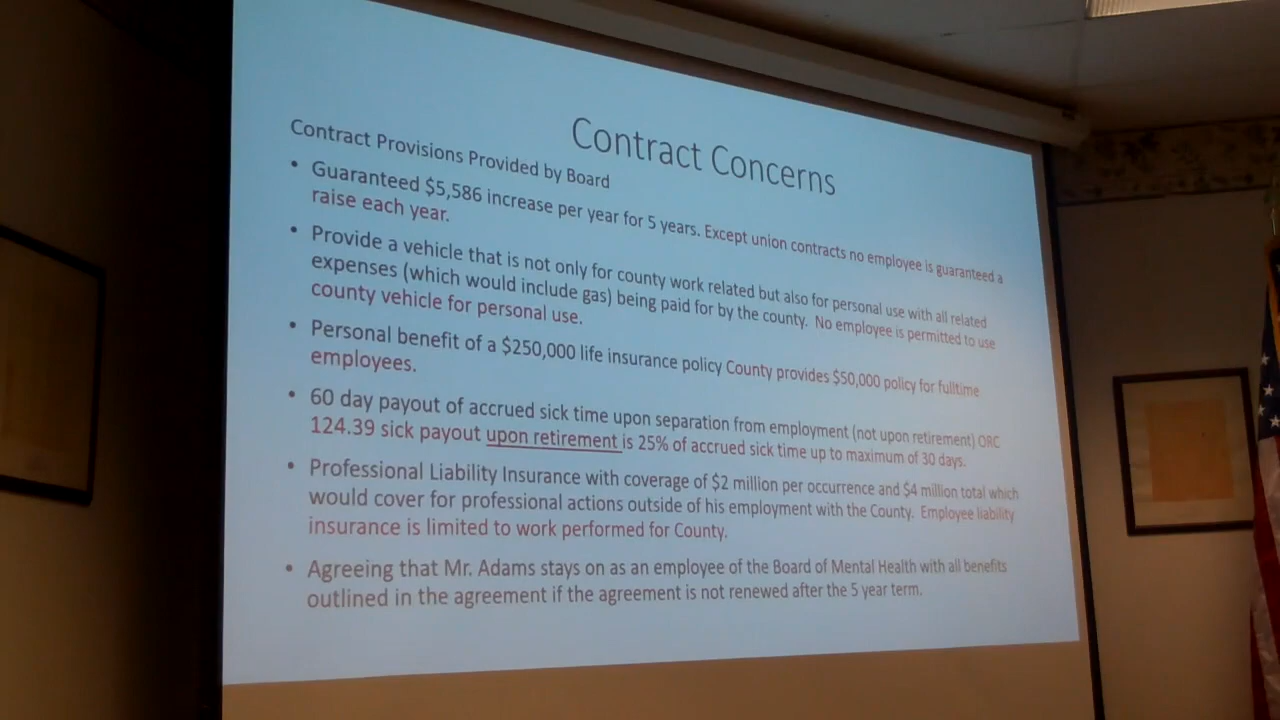 Contract Concerns
Contract Provisions Provided by Board
• Guaranteed $5,586 increase per year for 5 years. Except union contracts no employee is guaranteed a
raise each year.
• Provide a vehicle that is not only for county work related but also for personal use with all related
expenses (which would include gas) being paid for by the county. No employee is permitted to use
county vehicle for personal use.
• Personal benefit of a $250,000 life insurance policy County provides $50,000 policy for fulltime
employees.
• 60 day payout of accrued sick time upon separation from employment (not upon retirement) ORC
124.39 sick payout upon retirement is 25% of accrued sick time up to maximum of 30 days.
• Professional Liability Insurance with coverage of $2 million per occurrence and $4 million total which
would cover for professional actions outside of his employment with the County. Employee liability
insurance is limited to work performed for County.
• Agreeing that Mr. Adams stays on as an employee of the Board of Mental Health with all benefits
outlined in the agreement if the agreement is not renewed after the 5 year term.